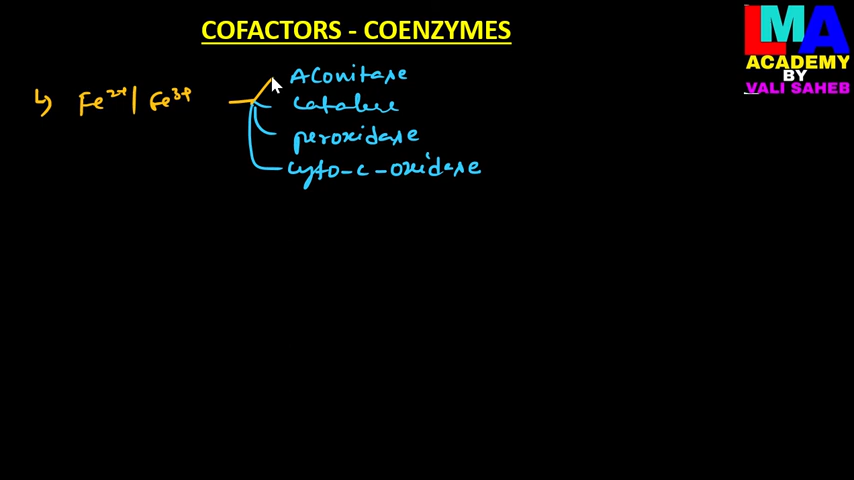 COFACTORS - COENZYMES
LMA
ACADEMY
BY
VALI SAHEB
↳ Fe²⁺ | Fe³⁺
Aconitase
Catalase
peroxidase
Cyto-c-oxidase